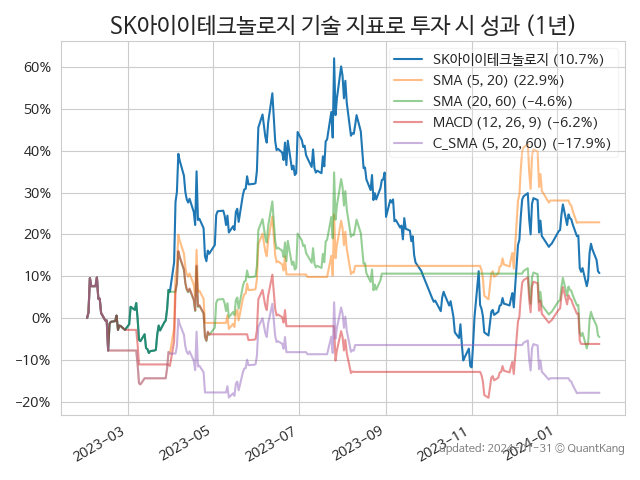 SK아이이테크놀로지 기술 지표로 투자 시 성과 (1년)
SK아이이테크놀로지 (10.7%)
SMA (5, 20) (22.9%)
SMA (20, 60) (−4.6%)
MACD (12, 26, 9) (−6.2%)
C_SMA (5, 20, 60) (−17.9%)
60%
50%
40%
30%
20%
10%
0%
−10%
−20%
2023-03
2023-05
2023-07
2023-09
2023-11
2024-01
updated: 2024-01-31 © QuantKang